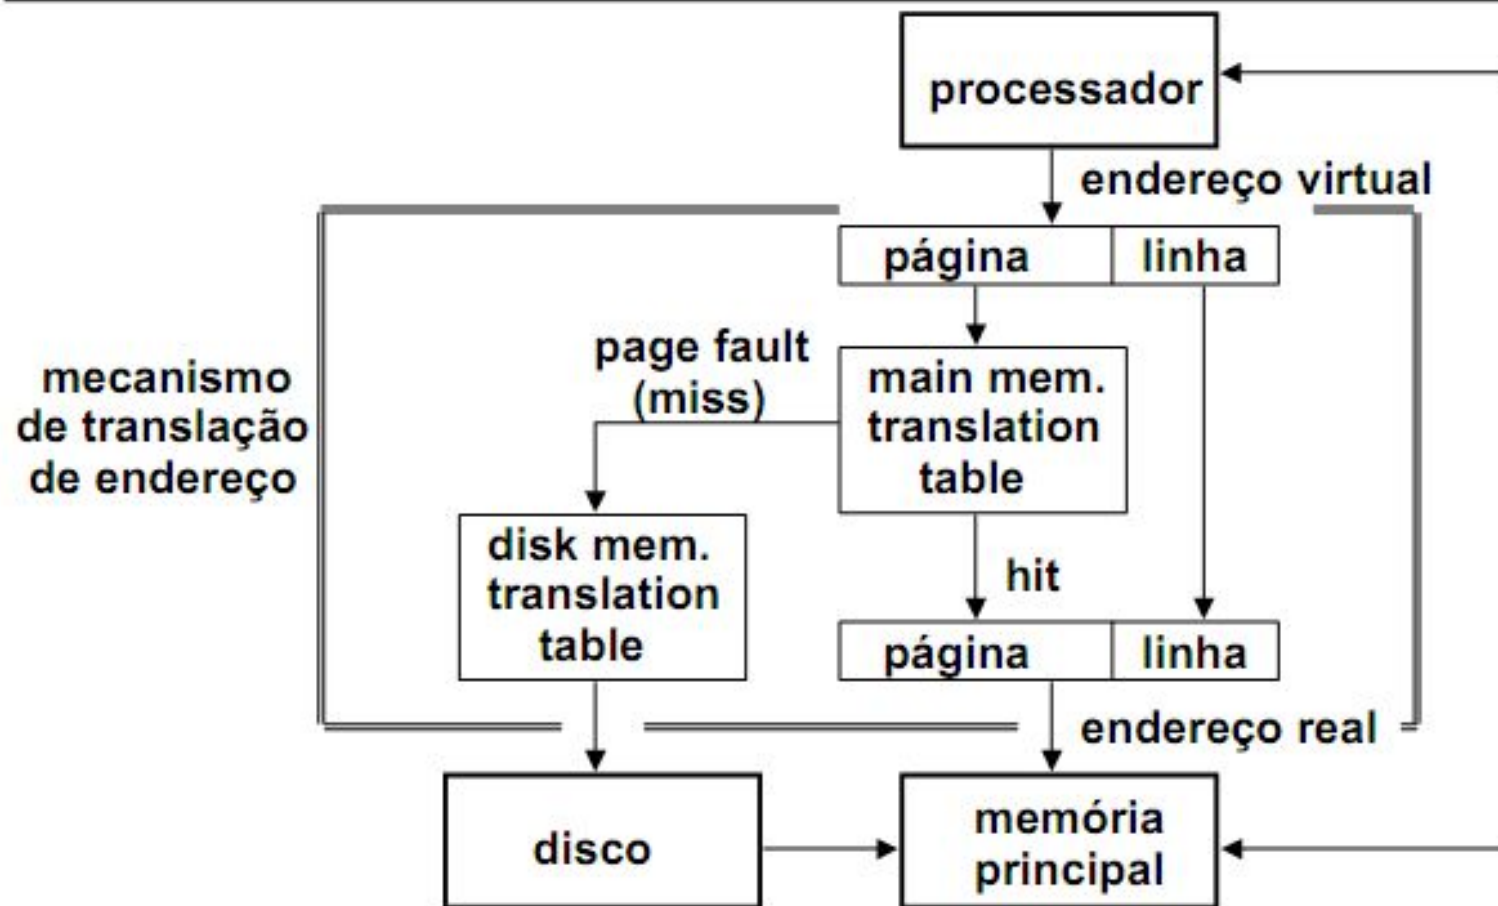 processador
endereço virtual
página
linha
page fault
(miss)
main mem.
translation
table
mecanismo
de translação
de endereço
disk mem.
translation
table
hit
página
linha
endereço real
disco
memória
principal